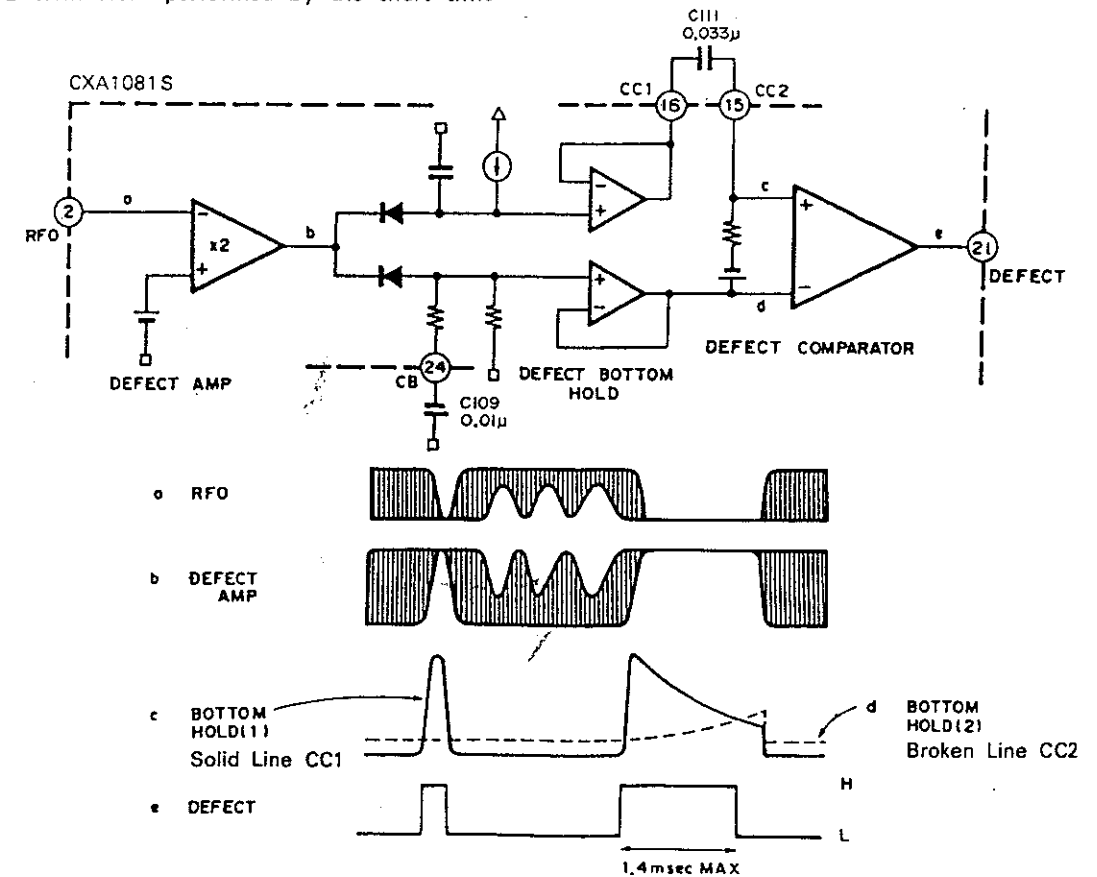 C111
0.033μ
CXA1081S
CC1
16
15
CC2
2
RFO
a
x2
b
c
d
e
21
DEFECT
DEFECT AMP
24
CB
C109
0.01μ
DEFECT BOTTOM
HOLD
DEFECT COMPARATOR
a RFO
b DEFECT
AMP
c BOTTOM
HOLD(1)
Solid Line CC1
d BOTTOM
HOLD(2)
Broken Line CC2
e DEFECT
H
L
1.4msec MAX